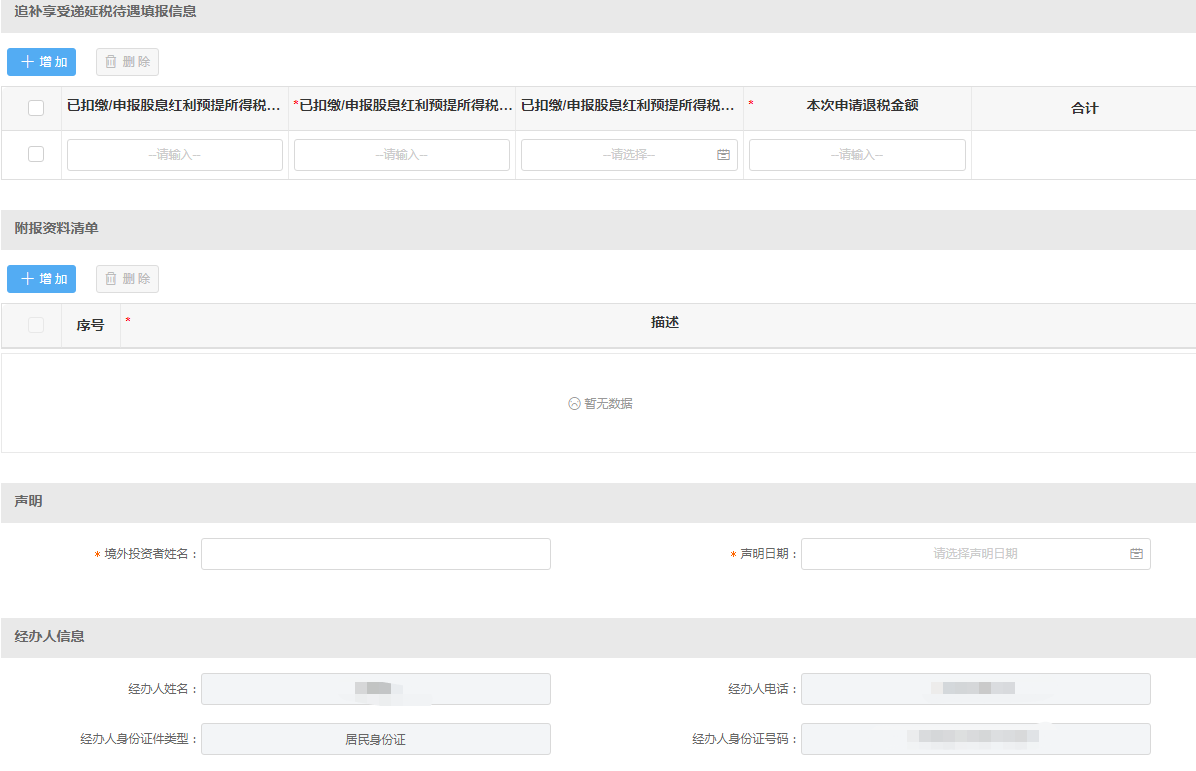 追补享受递延税待遇填报信息
增加 删除
已扣缴/申报股息红利预提所得税... *已扣缴/申报股息红利预提所得税... 已扣缴/申报股息红利预提所得税... * 本次申请退税金额 合计
--请输入-- --请输入-- --请选择-- --请输入--
附报资料清单
增加 删除
序号 * 描述
暂无数据
声明
* 境外投资者姓名： * 声明日期： 请选择声明日期
经办人信息
经办人姓名： 经办人电话：
经办人身份证件类型： 居民身份证 经办人身份证号码：